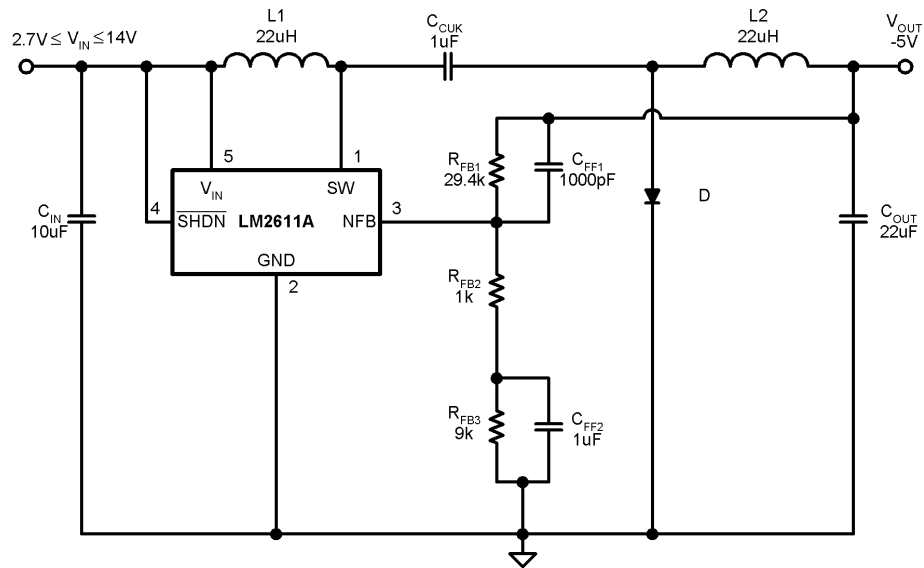 2.7V ≤ VIN ≤ 14V
L1
22uH
CCUK
1uF
L2
22uH
VOUT
-5V
5
1
VIN
SW
4
SHDN
LM2611A
NFB
3
GND
2
CIN
10uF
RFB1
29.4k
CFF1
1000pF
D
COUT
22uF
RFB2
1k
RFB3
9k
CFF2
1uF